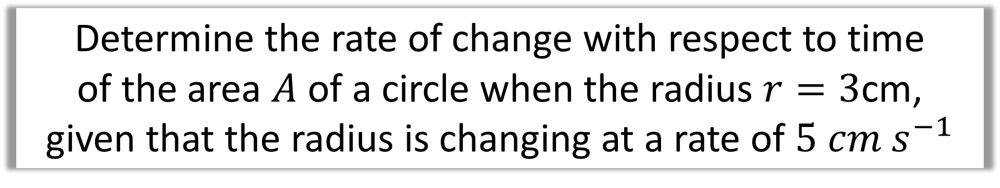 Determine the rate of change with respect to time
of the area A of a circle when the radius r = 3cm,
given that the radius is changing at a rate of 5 cm s⁻¹